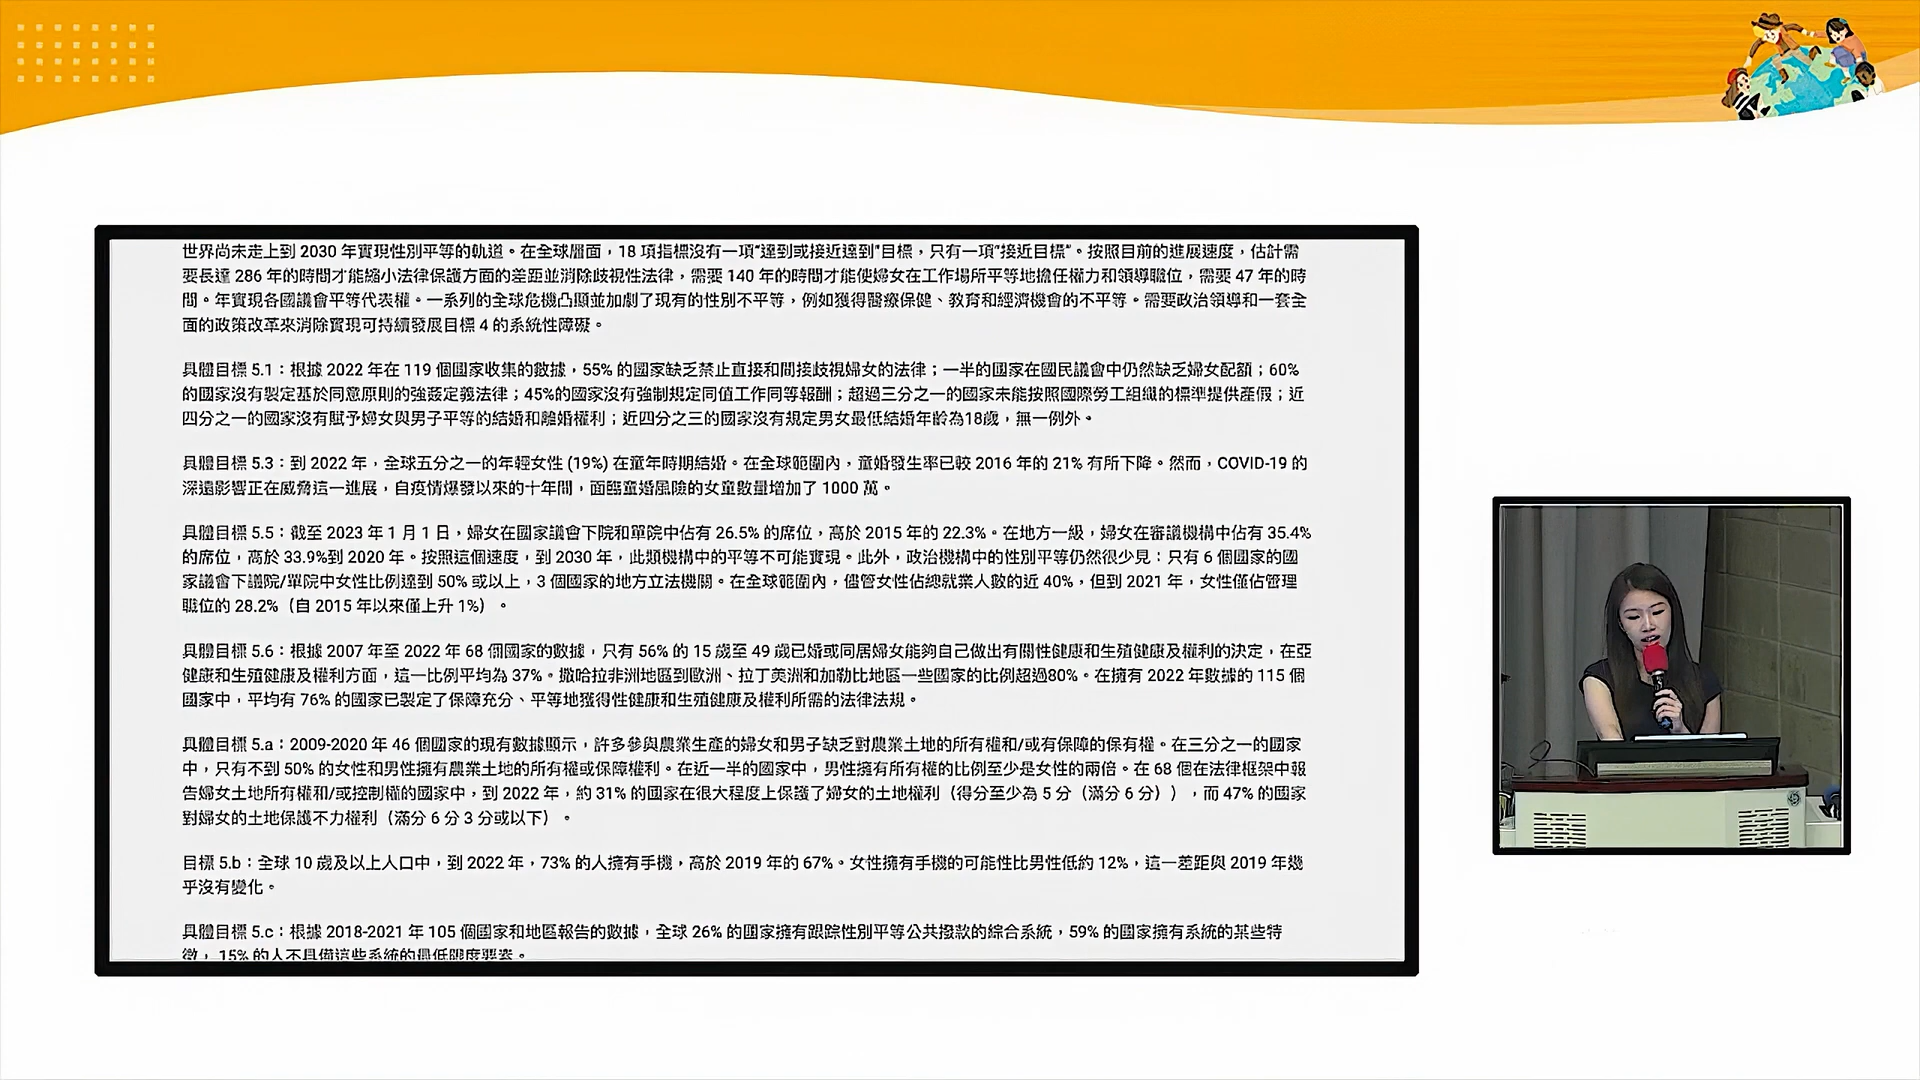 世界尚未走上到 2030 年實現性別平等的軌道。在全球層面，18 項指標沒有一項"達到或接近達到"目標，只有一項"接近目標"。按照目前的進展速度，估計需
要長達 286 年的時間才能縮小法律保護方面的差距並消除歧視性法律，需要 140 年的時間才能使婦女在工作場所平等地擔任權力和領導職位，需要 47 年的時
間。年實現各國議會平等代表權。一系列的全球危機凸顯並加劇了現有的性別不平等，例如獲得醫療保健、教育和經濟機會的不平等。需要政治領導和一套全
面的政策改革來消除實現可持續發展目標 4 的系統性障礙。
具體目標 5.1：根據 2022 年在 119 個國家收集的數據，55% 的國家缺乏禁止直接和間接歧視婦女的法律；一半的國家在國民議會中仍然缺乏婦女配額；60%
的國家沒有製定基於同意原則的強姦定義法律；45%的國家沒有強制規定同值工作同等報酬；超過三分之一的國家未能按照國際勞工組織的標準提供產假；近
四分之一的國家沒有賦予婦女與男子平等的結婚和離婚權利；近四分之三的國家沒有規定男女最低結婚年齡為18歲，無一例外。
具體目標 5.3：到 2022 年，全球五分之一的年輕女性 (19%) 在童年時期結婚。在全球範圍內，童婚發生率已較 2016 年的 21% 有所下降。然而，COVID-19 的
深遠影響正在威脅這一進展，自疫情爆發以來的十年間，面臨童婚風險的女童數量增加了 1000 萬。
具體目標 5.5：截至 2023 年 1 月 1 日，婦女在國家議會下院和單院中佔有 26.5% 的席位，高於 2015 年的 22.3%。在地方一級，婦女在審議機構中佔有 35.4%
的席位，高於 33.9%到 2020 年。按照這個速度，到 2030 年，此類機構中的平等不可能實現。此外，政治機構中的性別平等仍然很少見：只有 6 個國家的國
家議會下議院/單院中女性比例達到 50% 或以上，3 個國家的地方立法機關。在全球範圍內，儘管女性佔總就業人數的近 40%，但到 2021 年，女性僅佔管理
職位的 28.2%（自 2015 年以來僅上升 1%）。
具體目標 5.6：根據 2007 年至 2022 年 68 個國家的數據，只有 56% 的 15 歲至 49 歲已婚或同居婦女能夠自己做出有關性健康和生殖健康及權利的決定，在亞
健康和生殖健康及權利方面，這一比例平均為 37%。撒哈拉非洲地區到歐洲、拉丁美洲和加勒比地區一些國家的比例超過80%。在擁有 2022 年數據的 115 個
國家中，平均有 76% 的國家已製定了保障充分、平等地獲得性健康和生殖健康及權利所需的法律法規。
具體目標 5.a：2009-2020 年 46 個國家的現有數據顯示，許多參與農業生產的婦女和男子缺乏對農業土地的所有權和/或有保障的保有權。在三分之一的國家
中，只有不到 50% 的女性和男性擁有農業土地的所有權或保障權利。在近一半的國家中，男性擁有所有權的比例至少是女性的兩倍。在 68 個在法律框架中報
告婦女土地所有權和/或控制權的國家中，到 2022 年，約 31% 的國家在很大程度上保護了婦女的土地權利（得分至少為 5 分（滿分 6 分）），而 47% 的國家
對婦女的土地保護不力權利（滿分 6 分 3 分或以下）。
目標 5.b：全球 10 歲及以上人口中，到 2022 年，73% 的人擁有手機，高於 2019 年的 67%。女性擁有手機的可能性比男性低約 12%，這一差距與 2019 年幾
乎沒有變化。
具體目標 5.c：根據 2018-2021 年 105 個國家和地區報告的數據，全球 26% 的國家擁有跟踪性別平等公共撥款的綜合系統，59% 的國家擁有系統的某些特
徵， 15% 的人不具備這些系統的最低限度要素。